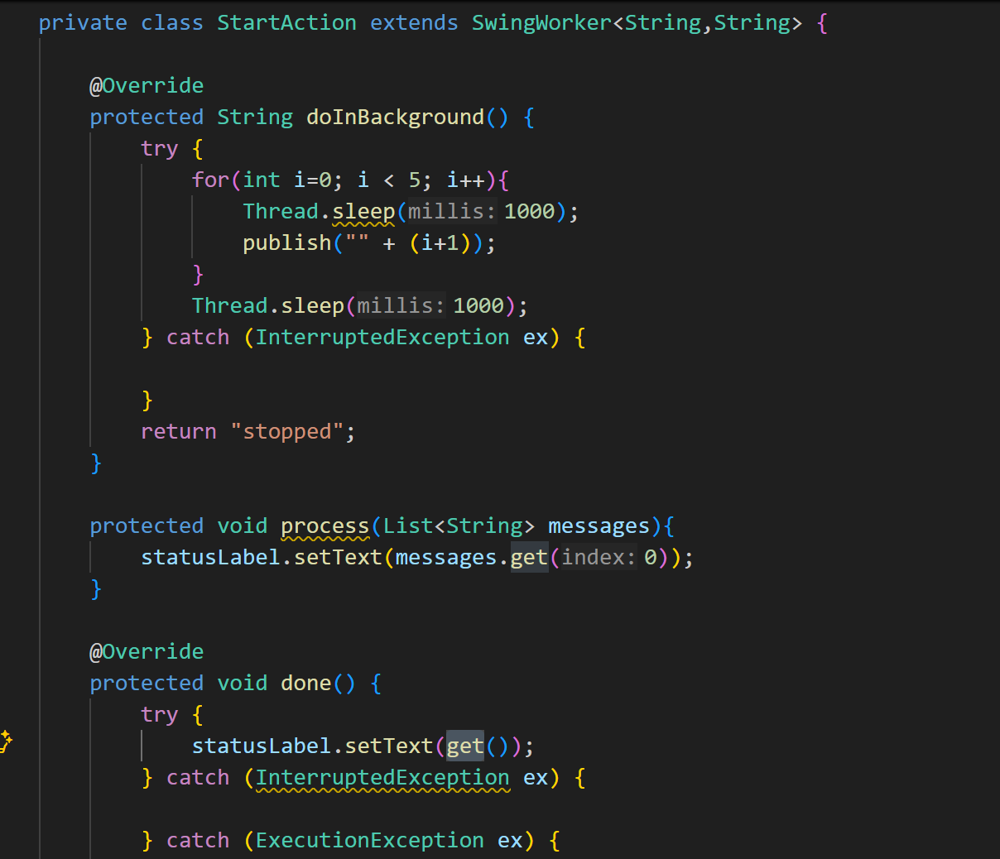 private class StartAction extends SwingWorker<String,String> {
@Override
protected String doInBackground() {
try {
for(int i=0; i < 5; i++){
Thread.sleep(millis: 1000);
publish("" + (i+1));
}
Thread.sleep(millis: 1000);
} catch (InterruptedException ex) {
}
return "stopped";
}
protected void process(List<String> messages){
statusLabel.setText(messages.get(index: 0));
}
@Override
protected void done() {
try {
statusLabel.setText(get());
} catch (InterruptedException ex) {
} catch (ExecutionException ex) {